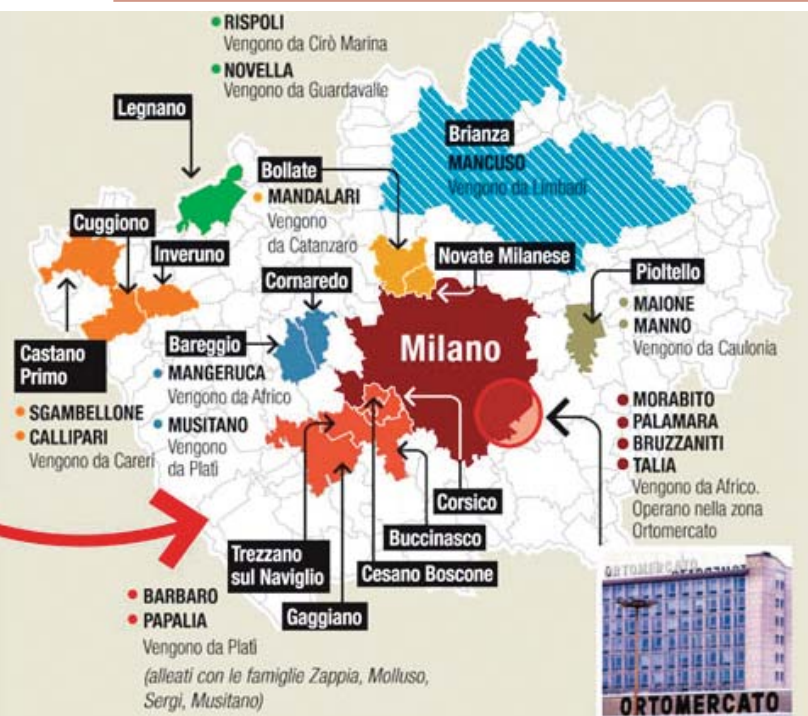 RISPOLI
Vengono da Cirò Marina
NOVELLA
Vengono da Guardavalle
Legnano
Brianza
MANCUSO
Vengono da Limbadi
Bollate
MANDALARI
Vengono
da Catanzaro
Cuggiono
Inveruno
Cornaredo
Novate Milanese
Pioltello
MAIONE
MANNO
Vengono da Caulonia
Castano
Primo
Bareggio
MANGERUCA
Vengono da Africo
MUSITANO
Vengono
da Platì
Milano
SGAMBELLONE
CALLIPARI
Vengono da Careri
MORABITO
PALAMARA
BRUZZANITI
TALIA
Vengono da Africo.
Operano nella zona
Ortomercato
Corsico
Buccinasco
Trezzano
sul Naviglio
Cesano Boscone
Gaggiano
BARBARO
PAPALIA
Vengono da Platì
(alleati con le famiglie Zappia, Molluso,
Sergi, Musitano)
ORTOMERCATO
ORTOMERCATO